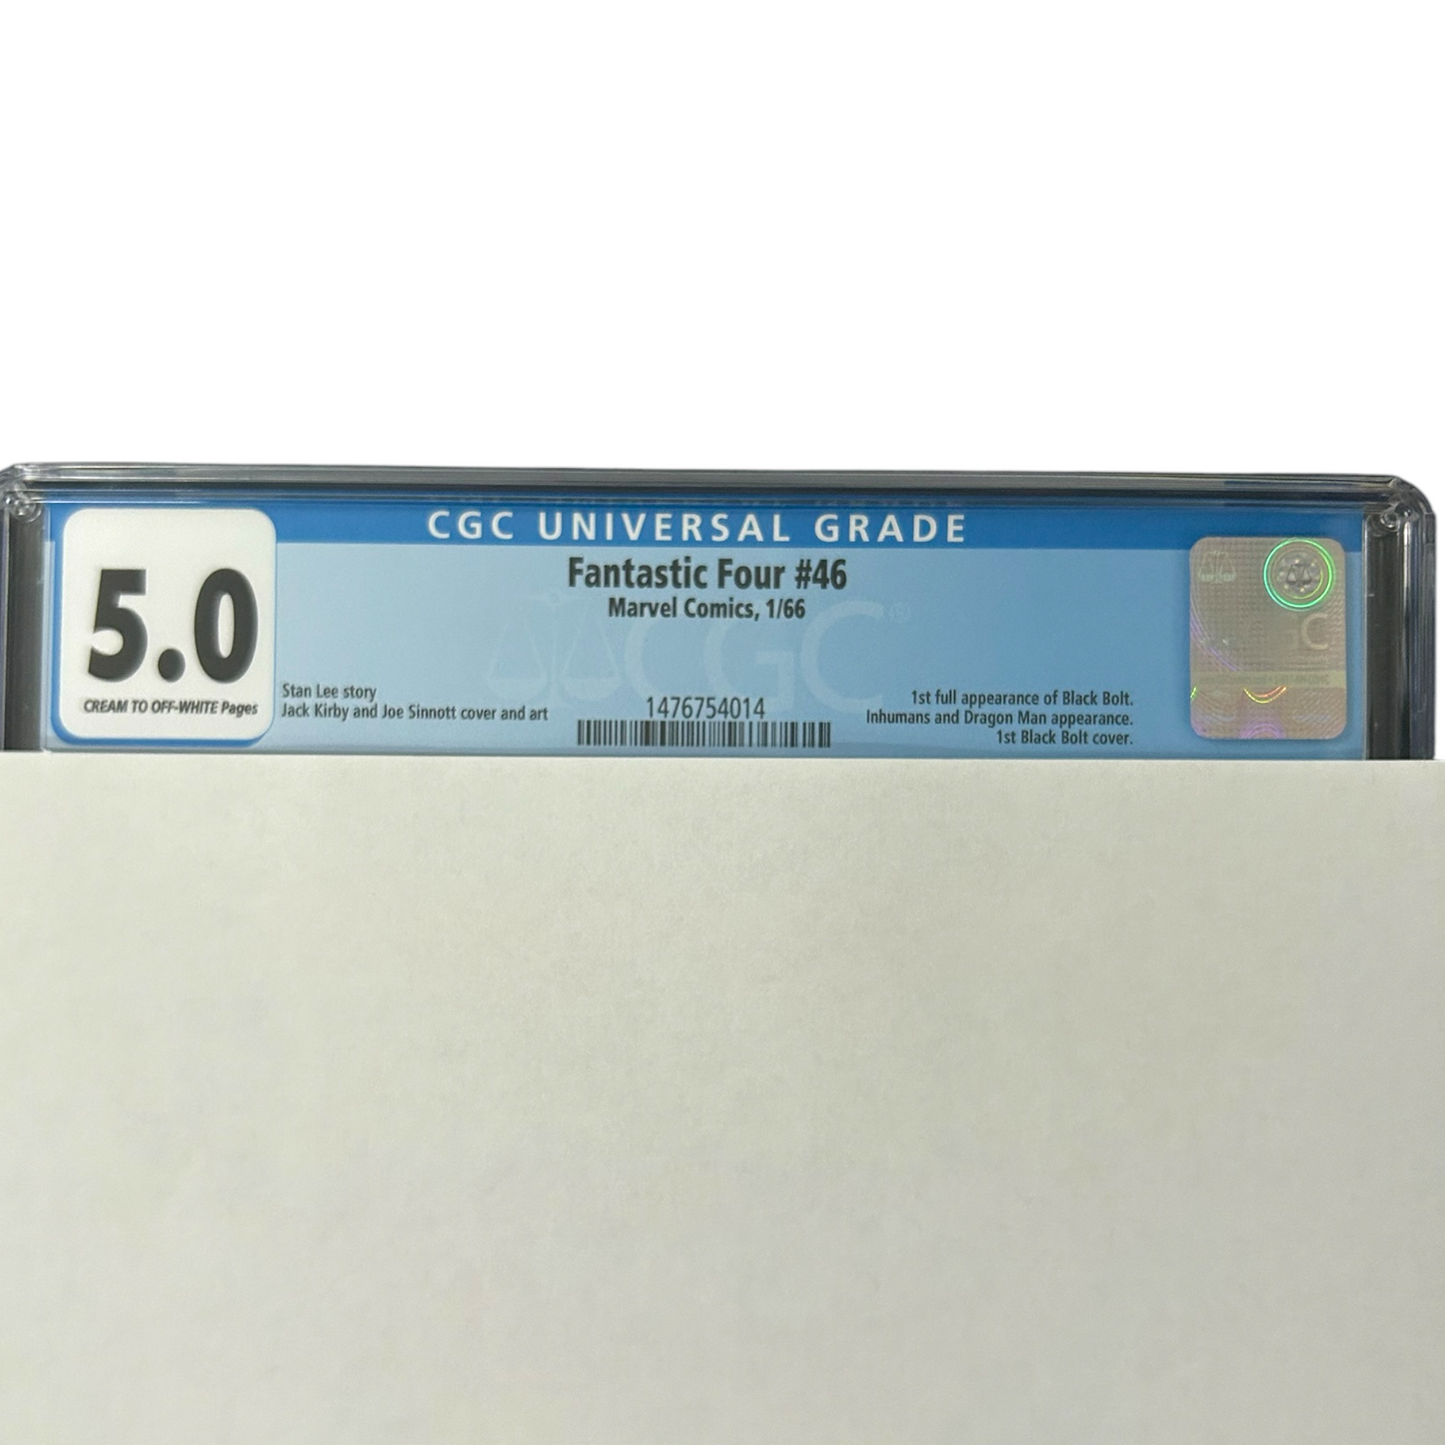 CGC UNIVERSAL GRADE
5.0
CREAM TO OFF-WHITE Pages
Fantastic Four #46
Marvel Comics, 1/66
Stan Lee story
Jack Kirby and Joe Sinnott cover and art
1476754014
1st full appearance of Black Bolt.
Inhumans and Dragon Man appearance.
1st Black Bolt cover.
CGC®